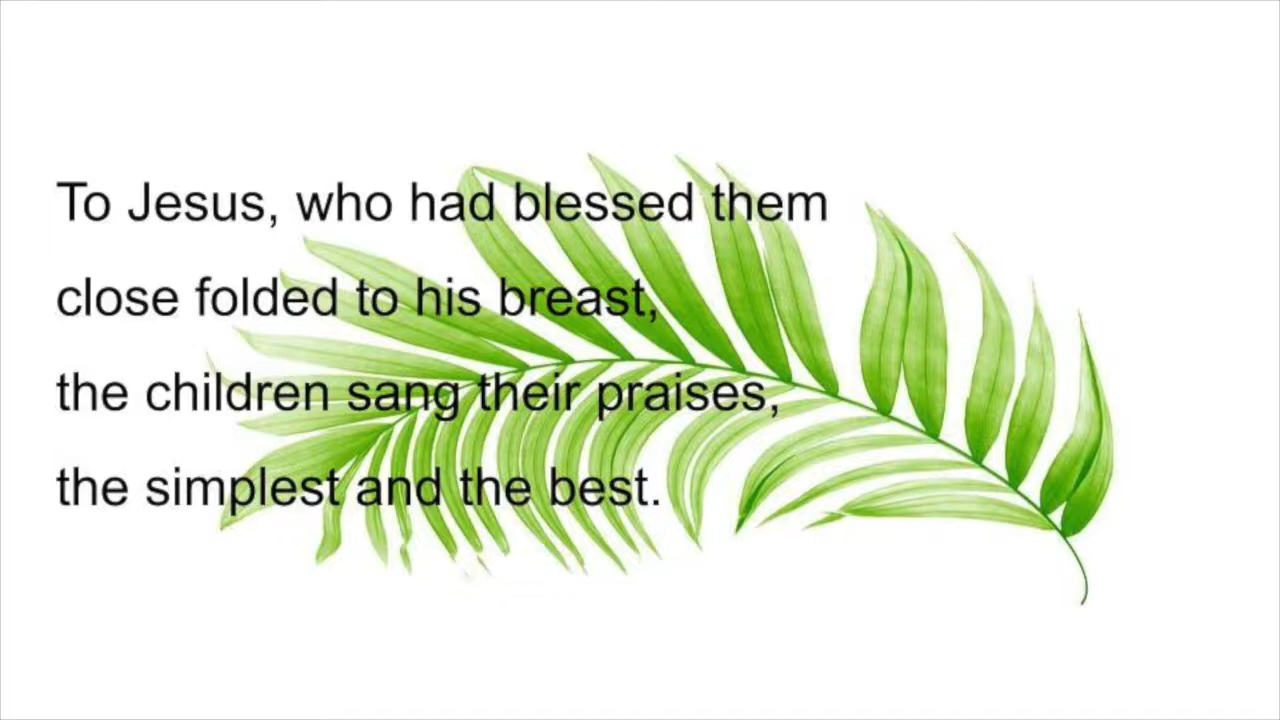 To Jesus, who had blessed them
close folded to his breast,
the children sang their praises,
the simplest and the best.